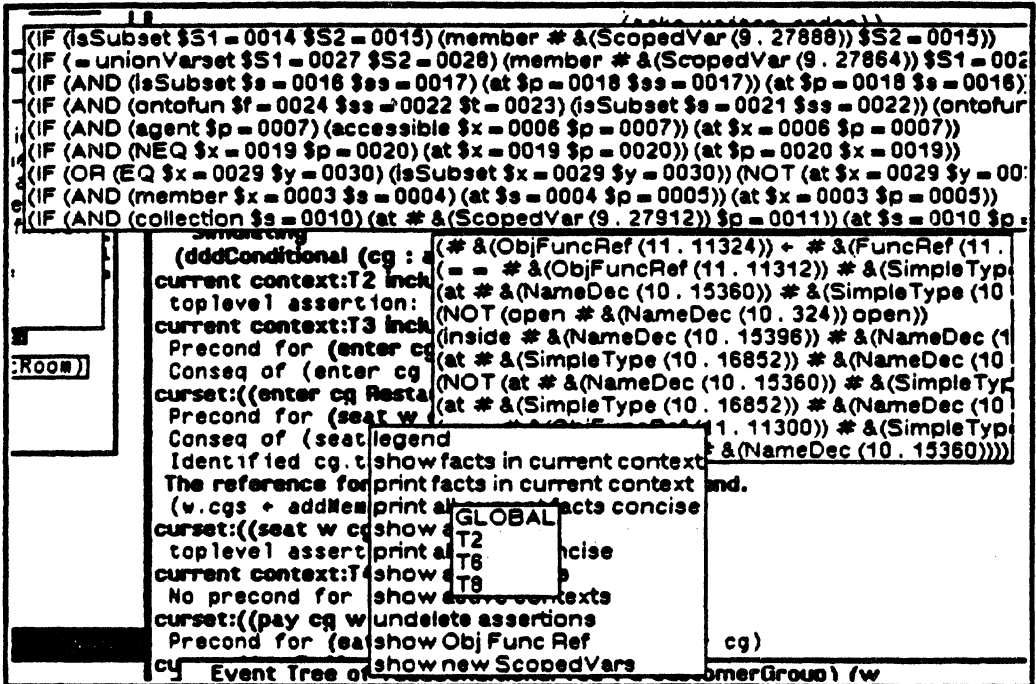 (IF (isSubset $S1 = 0014 $S2 = 0015) (member # &(ScopedVar (9 . 27888)) $S2 = 0015))
(IF (= unionVarset $S1 = 0027 $S2 = 0028) (member # &(ScopedVar (9 . 27864)) $S1 = 002
(IF (AND (isSubset $s = 0016 $ss = 0017) (at $p = 0018 $ss = 0017)) (at $p = 0018 $s = 0016)
(IF (AND (ontofun $f = 0024 $ss = 0022 $t = 0023) (isSubset $s = 0021 $ss = 0022)) (ontofun
(IF (AND (agent $p = 0007) (accessible $x = 0006 $p = 0007)) (at $x = 0006 $p = 0007))
(IF (AND (NEQ $x = 0019 $p = 0020) (at $x = 0019 $p = 0020)) (at $p = 0020 $x = 0019))
(IF (OR (EQ $x = 0029 $y = 0030) (isSubset $x = 0029 $y = 0030)) (NOT (at $x = 0029 $y = 00
(IF (AND (member $x = 0003 $s = 0004) (at $s = 0004 $p = 0005)) (at $x = 0003 $p = 0005))
(IF (AND (collection $s = 0010) (at # &(ScopedVar (9 . 27912)) $p = 0011)) (at $s = 0010 $p =
Simulating
(dddConditional (cg : a
current context:T2 inclu
toplevel assertion:
current context:T3 inclu
Precond for (enter cg
Conseq of (enter cg
curset:((enter cg Resta
Precond for (seat w
Conseq of (seat
Identified cg.t
The reference for
end.
(w.cgs + addMem
curset:((seat w cg
toplevel assert
current context:T
No precond for
curset:((pay cg w
Precond for (ea
cg)
Event Tree of
CustomerGroup) (w
Room)]
(# &(ObjFuncRef (11 . 11324)) + # &(FuncRef (11 .
(= = # &(ObjFuncRef (11 . 11312)) # &(SimpleTyp
(at # &(NameDec (10 . 15360)) # &(SimpleType (10
(NOT (open # &(NameDec (10 . 324)) open))
(inside # &(NameDec (10 . 15396)) # &(NameDec (1
(at # &(SimpleType (10 . 16852)) # &(NameDec (10
(NOT (at # &(NameDec (10 . 15360)) # &(SimpleTyp
(at # &(SimpleType (10 . 16852)) # &(NameDec (10
11300)) # &(SimpleTyp
# &(NameDec (10 . 15360))))
legend
show facts in current context
print facts in current context
print all facts concise
show
print concise
show
show contexts
undelete assertions
show Obj Func Ref
show new ScopedVars
GLOBAL
T2
T6
T8